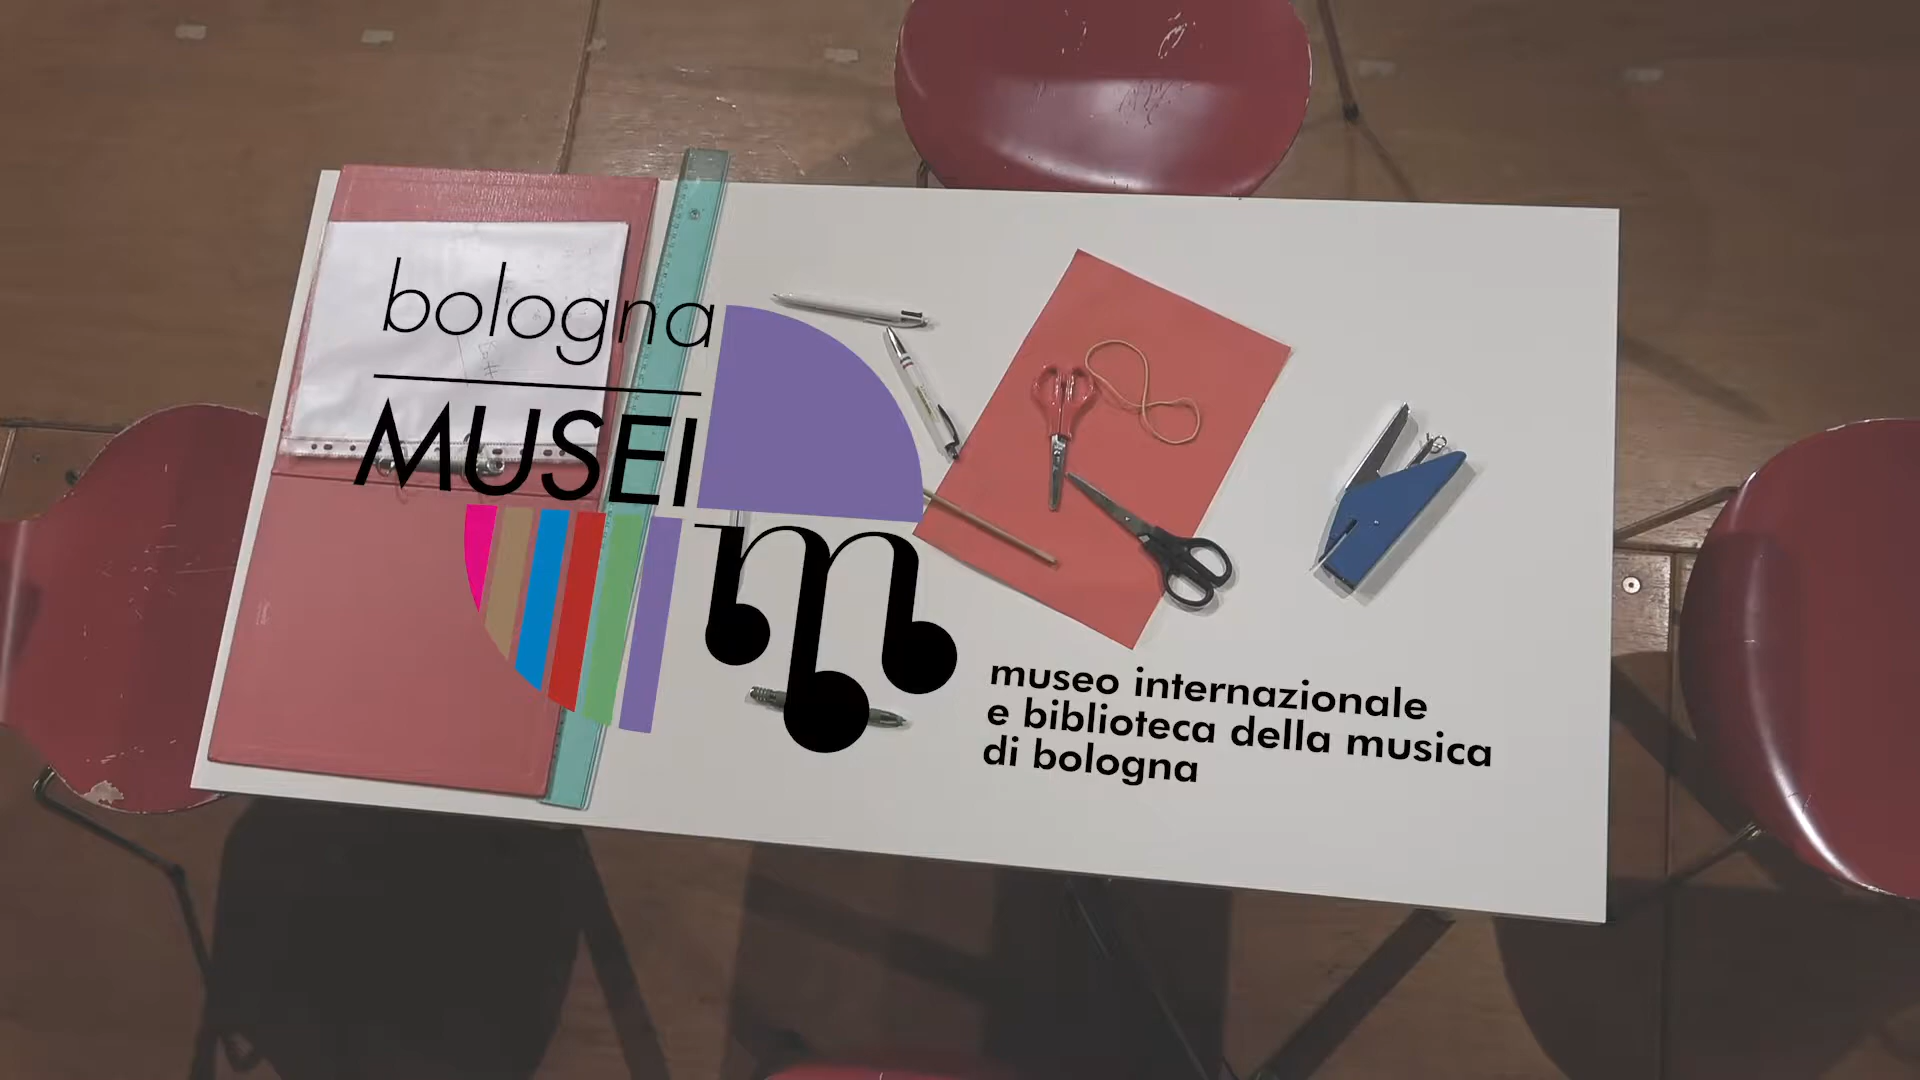 bologna
MUSEI
m
museo internazionale
e biblioteca della musica
di bologna